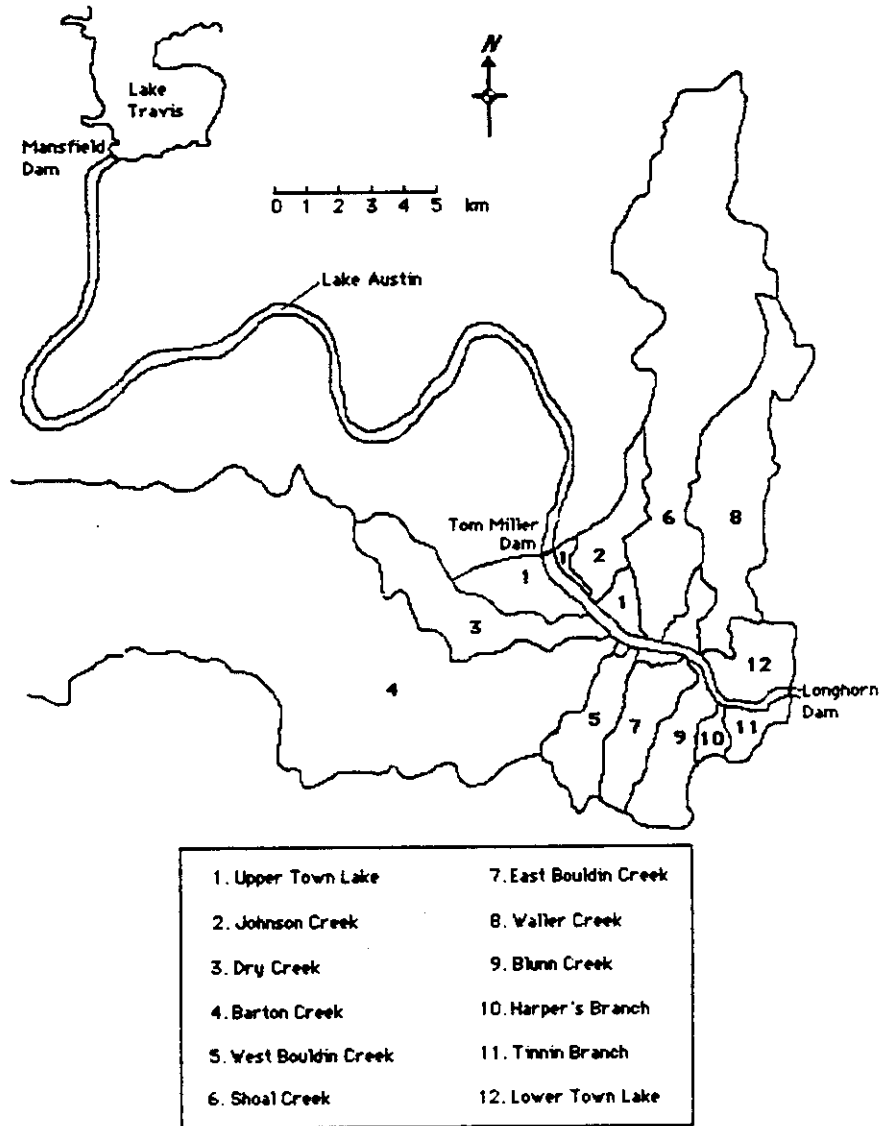 N
Lake
Travis
Mansfield
Dam
0 1 2 3 4 5 km
Lake Austin
Tom Miller
Dam
1
1
2
6
8
1
3
12
4
Longhorn
Dam
5
7
9
10
11
1. Upper Town Lake
2. Johnson Creek
3. Dry Creek
4. Barton Creek
5. West Bouldin Creek
6. Shoal Creek
7. East Bouldin Creek
8. Waller Creek
9. Blunn Creek
10. Harper's Branch
11. Tinnin Branch
12. Lower Town Lake